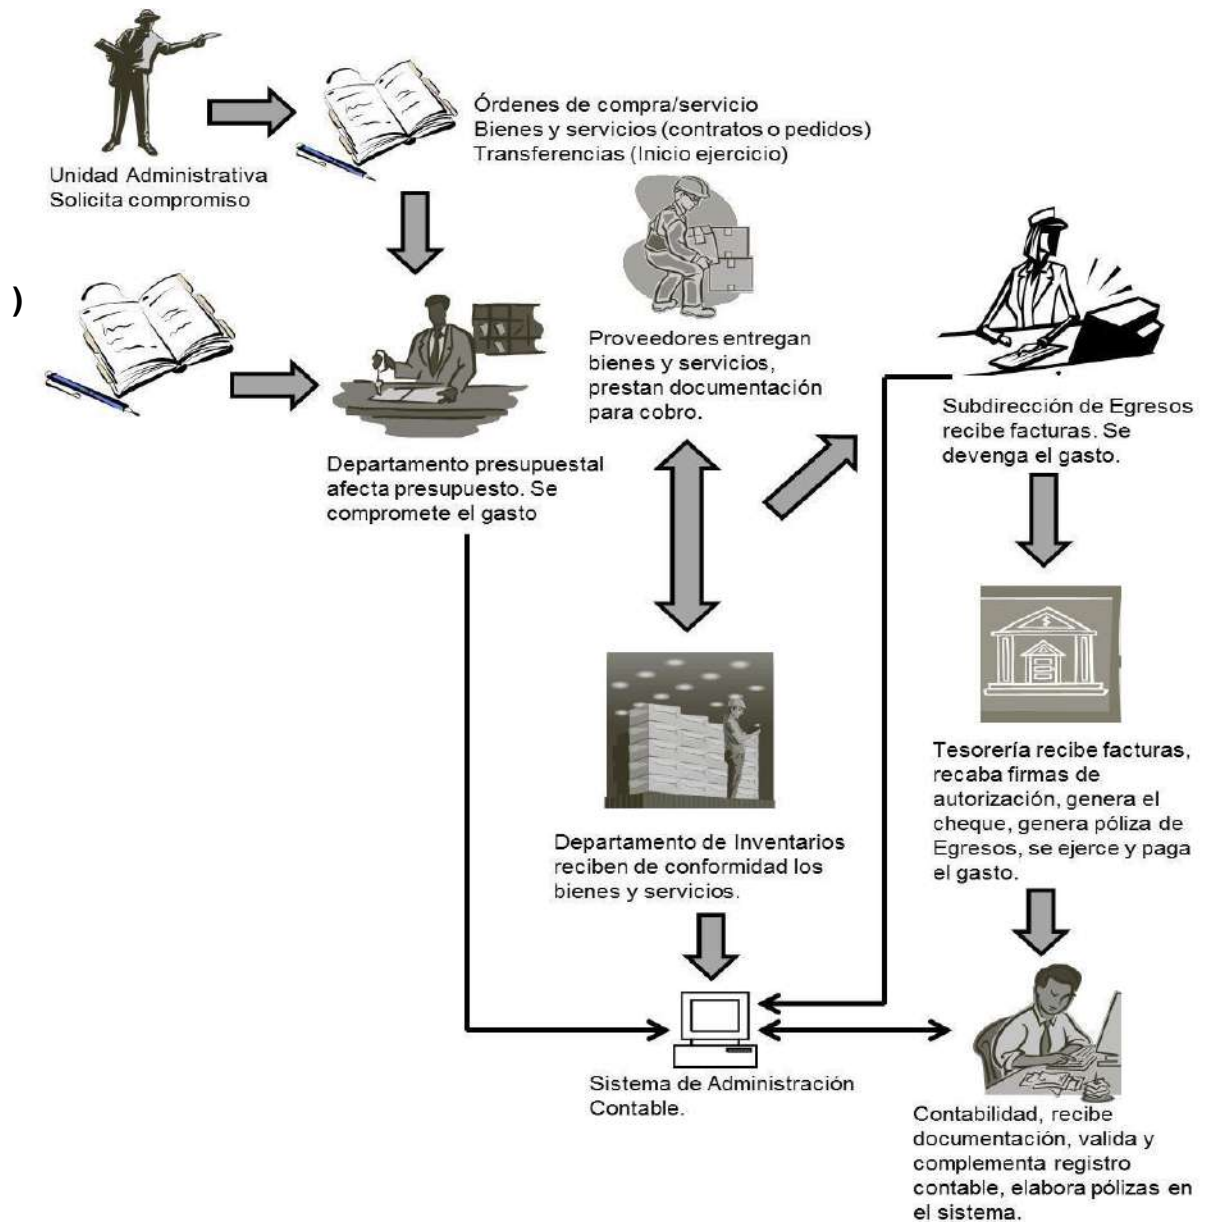 Órdenes de compra/servicio
Bienes y servicios (contratos o pedidos)
Transferencias (Inicio ejercicio)
Unidad Administrativa
Solicita compromiso
)
Proveedores entregan
bienes y servicios,
prestan documentación
para cobro.
Subdirección de Egresos
recibe facturas. Se
devenga el gasto.
Departamento presupuestal
afecta presupuesto. Se
compromete el gasto
$
Tesorería recibe facturas,
recaba firmas de
autorización, genera el
cheque, genera póliza de
Egresos, se ejerce y paga
el gasto.
Departamento de Inventarios
reciben de conformidad los
bienes y servicios.
Sistema de Administración
Contable.
Contabilidad, recibe
documentación, valida y
complementa registro
contable, elabora pólizas en
el sistema.